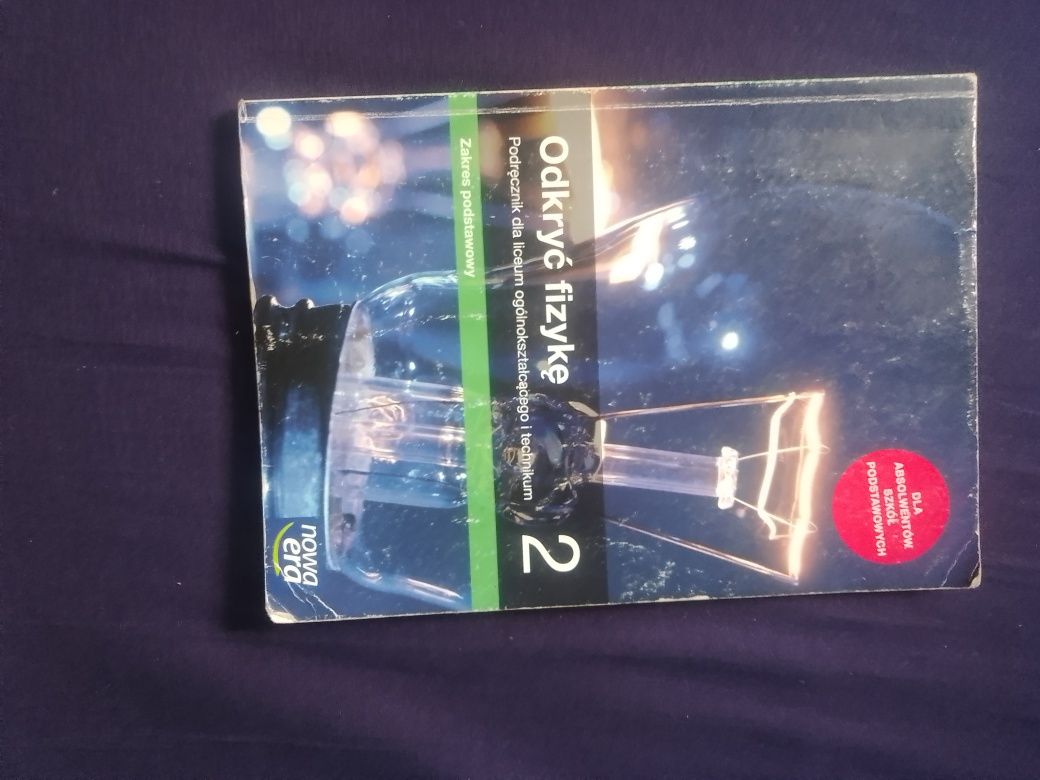 DLA
ABSOLWENTÓW
SZKÓŁ
PODSTAWOWYCH
Odkryć fizykę 2
Podręcznik dla liceum ogólnokształcącego i technikum
Zakres podstawowy
nowa
era